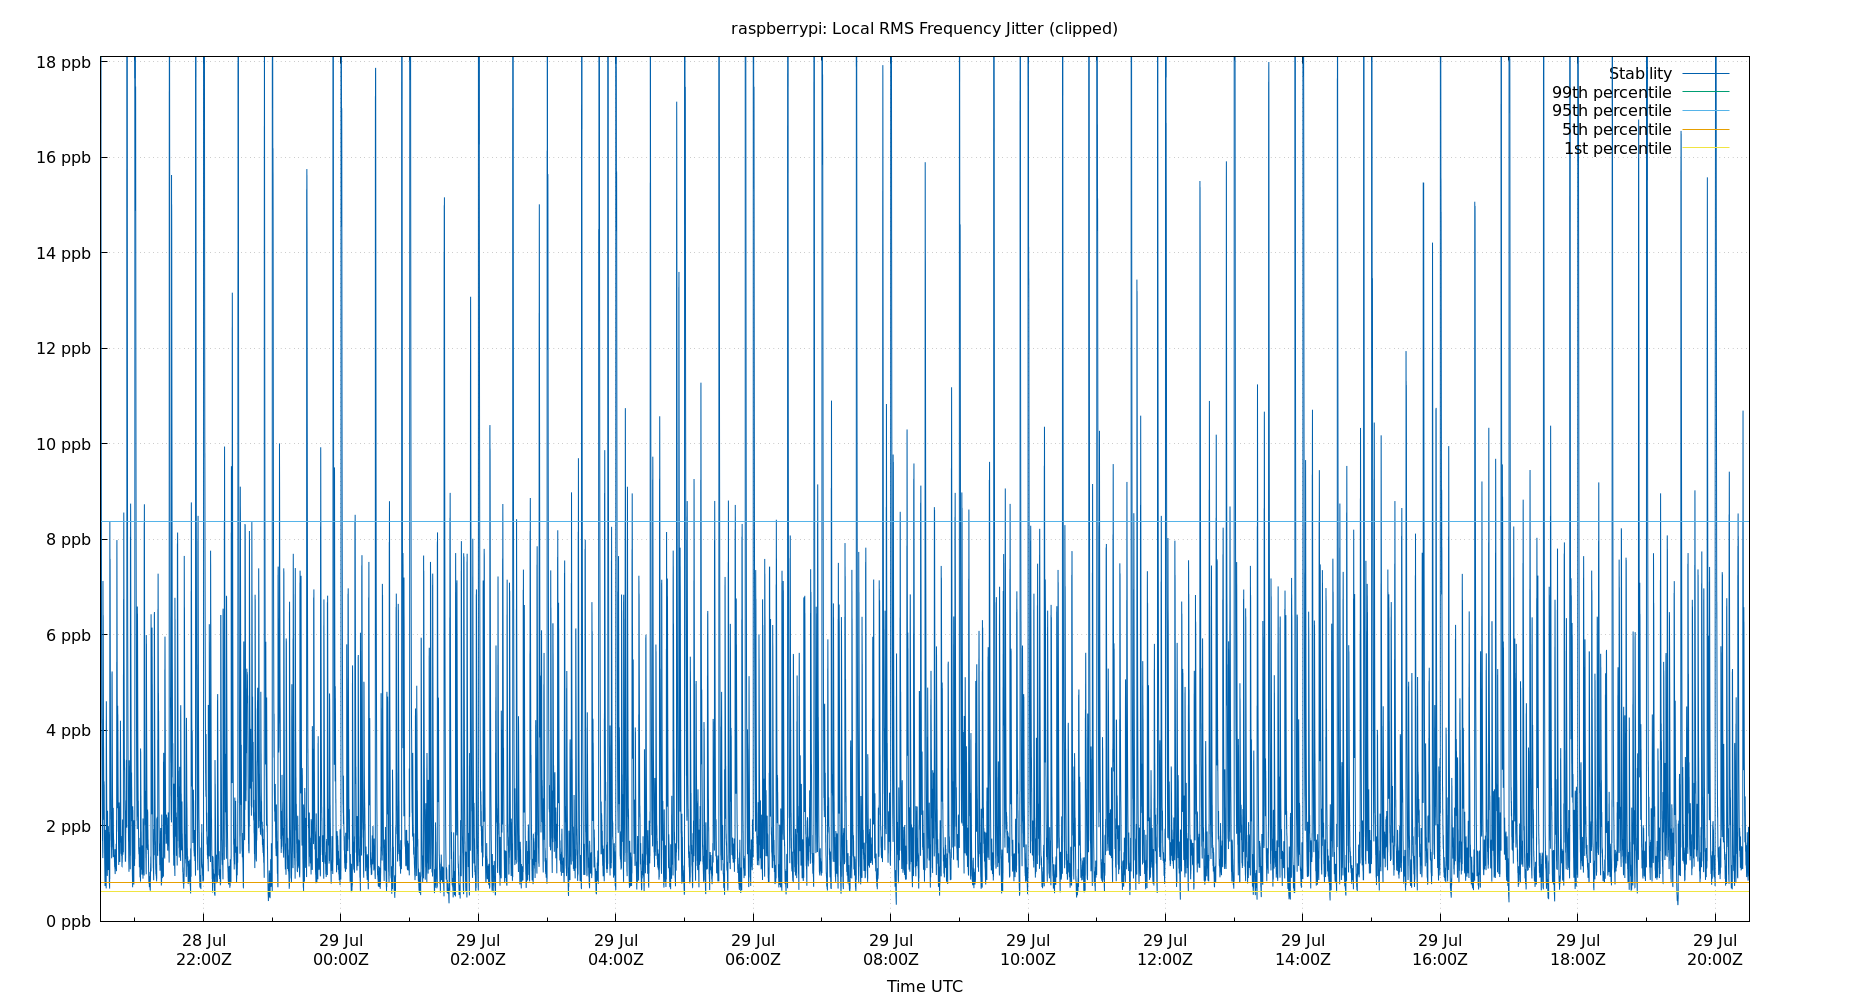 raspberrypi: Local RMS Frequency Jitter (clipped)
18 ppb
16 ppb
14 ppb
12 ppb
10 ppb
8 ppb
6 ppb
4 ppb
2 ppb
0 ppb
Stability
99th percentile
95th percentile
5th percentile
1st percentile
28 Jul 29 Jul 29 Jul 29 Jul 29 Jul 29 Jul 29 Jul 29 Jul 29 Jul 29 Jul 29 Jul 29 Jul
22:00Z 00:00Z 02:00Z 04:00Z 06:00Z 08:00Z 10:00Z 12:00Z 14:00Z 16:00Z 18:00Z 20:00Z
Time UTC